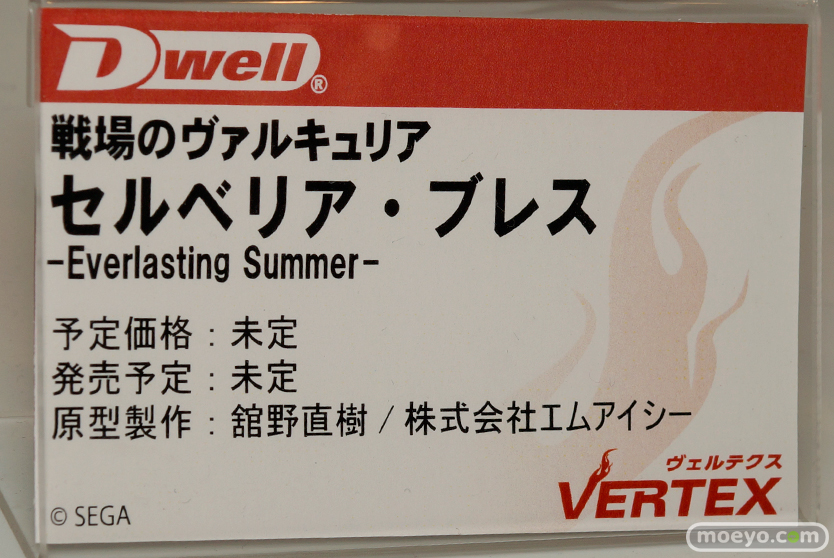 Dwell®
戦場のヴァルキュリア
セルベリア・ブレス
-Everlasting Summer-
予定価格：未定
発売予定：未定
原型製作：舘野直樹 / 株式会社エムアイシー
ヴェルテクス
VERTEX
© SEGA
moeyo.com